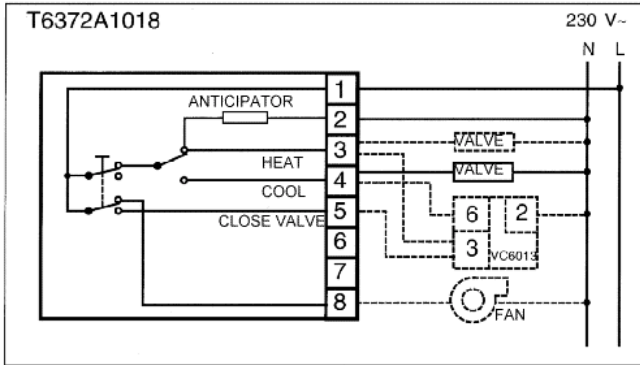 T6372A1018
230 V~
N L
1
ANTICIPATOR
2
3
VALVE
HEAT
4
VALVE
COOL
5
CLOSE VALVE
6
6 2
3
VC6013
7
8
FAN